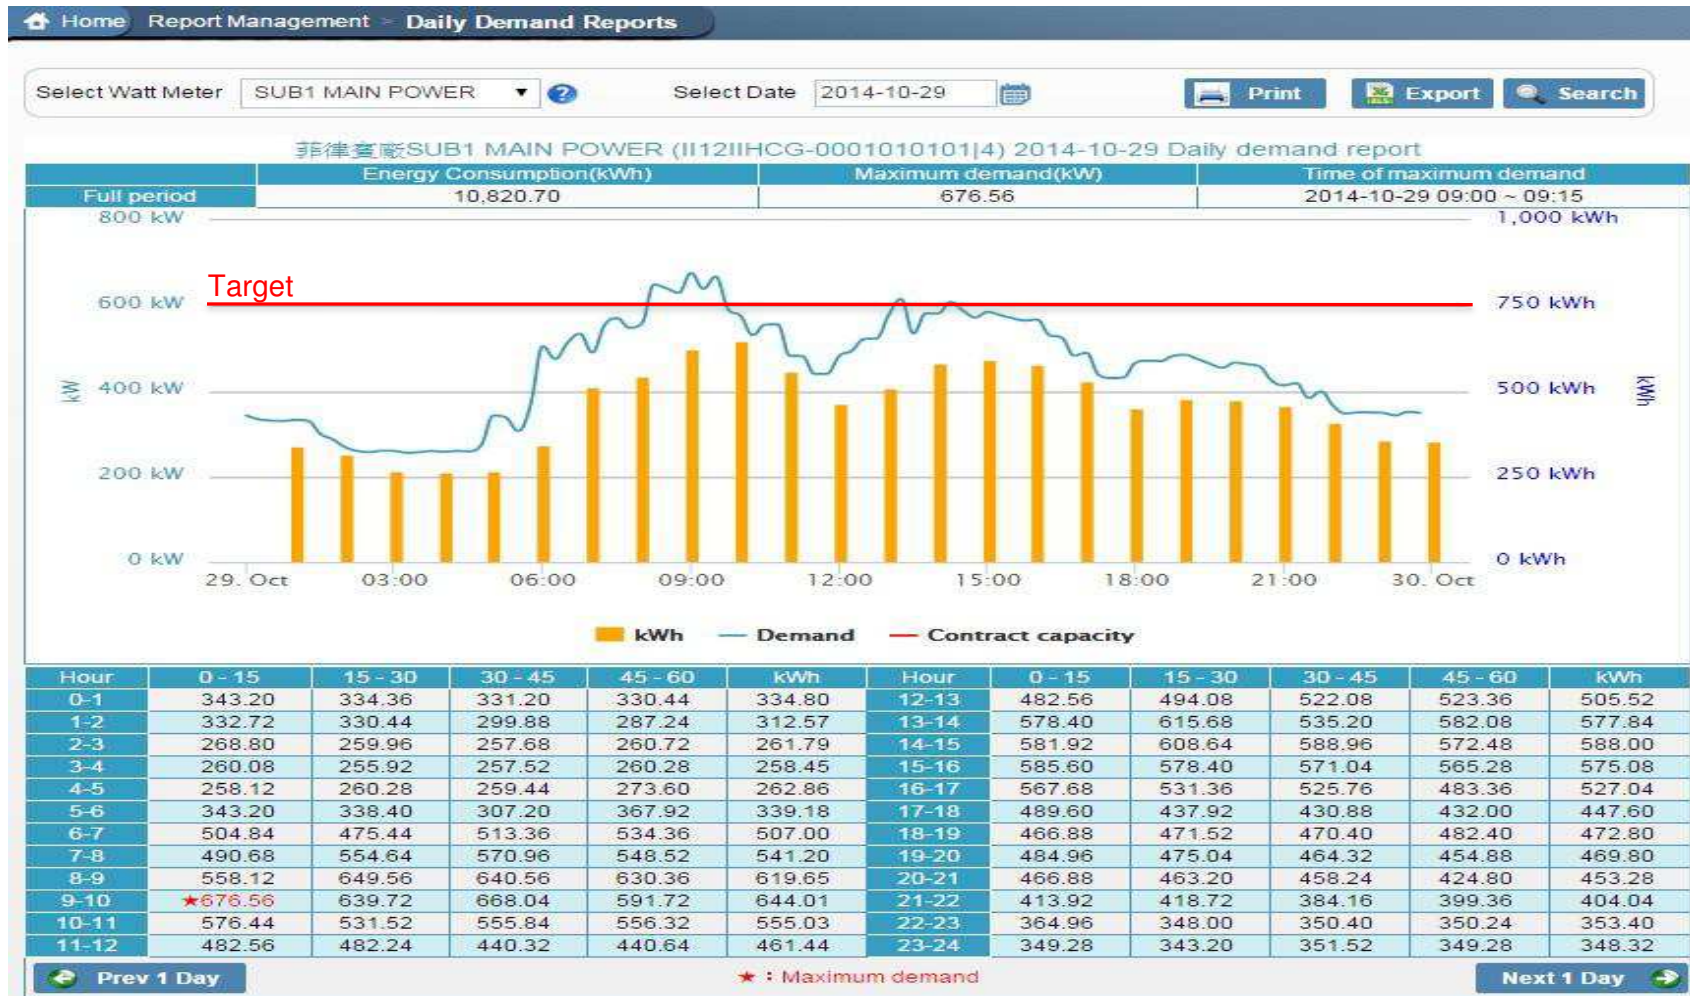 Home Report Management > Daily Demand Reports
Select Watt Meter SUB1 MAIN POWER ? Select Date 2014-10-29 Print Export Search
菲律賓廠SUB1 MAIN POWER (II12IIHCG-0001010101|4) 2014-10-29 Daily demand report
Energy Consumption(kWh) Maximum demand(kW) Time of maximum demand
Full period 10,820.70 676.56 2014-10-29 09:00 ~ 09:15
800 kW 1,000 kWh
Target
600 kW 750 kWh
kW 400 kW 500 kWh kWh
200 kW 250 kWh
0 kW 0 kWh
29. Oct 03:00 06:00 09:00 12:00 15:00 18:00 21:00 30. Oct
kWh Demand Contract capacity
Hour 0 - 15 15 - 30 30 - 45 45 - 60 kWh Hour 0 - 15 15 - 30 30 - 45 45 - 60 kWh
0-1 343.20 334.36 331.20 330.44 334.80 12-13 482.56 494.08 522.08 523.36 505.52
1-2 332.72 330.44 299.88 287.24 312.57 13-14 578.40 615.68 535.20 582.08 577.84
2-3 268.80 259.96 257.68 260.72 261.79 14-15 581.92 608.64 588.96 572.48 588.00
3-4 260.08 255.92 257.52 260.28 258.45 15-16 585.60 578.40 571.04 565.28 575.08
4-5 258.12 260.28 259.44 273.60 262.86 16-17 567.68 531.36 525.76 483.36 527.04
5-6 343.20 338.40 307.20 367.92 339.18 17-18 489.60 437.92 430.88 432.00 447.60
6-7 504.84 475.44 513.36 534.36 507.00 18-19 466.88 471.52 470.40 482.40 472.80
7-8 490.68 554.64 570.96 548.52 541.20 19-20 484.96 475.04 464.32 454.88 469.80
8-9 558.12 649.56 640.56 630.36 619.65 20-21 466.88 463.20 458.24 424.80 453.28
9-10 ★676.56 639.72 668.04 591.72 644.01 21-22 413.92 418.72 384.16 399.36 404.04
10-11 576.44 531.52 555.84 556.32 555.03 22-23 364.96 348.00 350.40 350.24 353.40
11-12 482.56 482.24 440.32 440.64 461.44 23-24 349.28 343.20 351.52 349.28 348.32
Prev 1 Day ★ : Maximum demand Next 1 Day